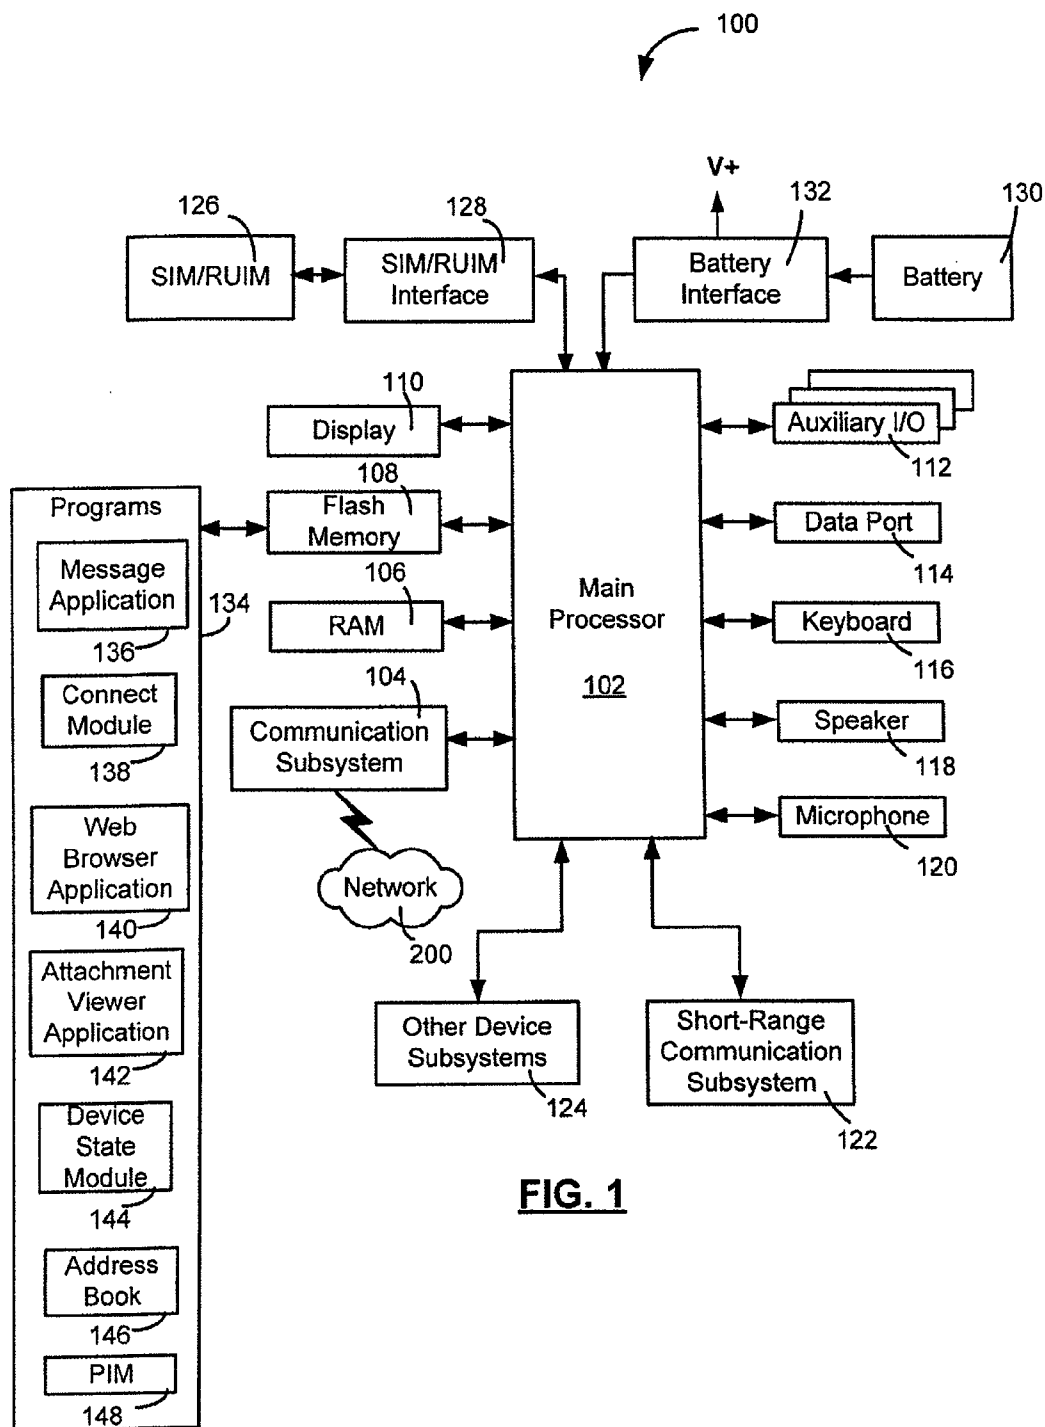 100
V+
126
128
132
130
SIM/RUIM
SIM/RUIM
Interface
Battery
Interface
Battery
110
Display
Auxiliary I/O
112
108
Flash
Memory
Data Port
114
106
RAM
Keyboard
116
104
Communication
Subsystem
Speaker
118
Microphone
120
Main
Processor
102
Network
200
Other Device
Subsystems
124
Short-Range
Communication
Subsystem
122
Programs
134
Message
Application
136
Connect
Module
138
Web
Browser
Application
140
Attachment
Viewer
Application
142
Device
State
Module
144
Address
Book
146
PIM
148
FIG. 1